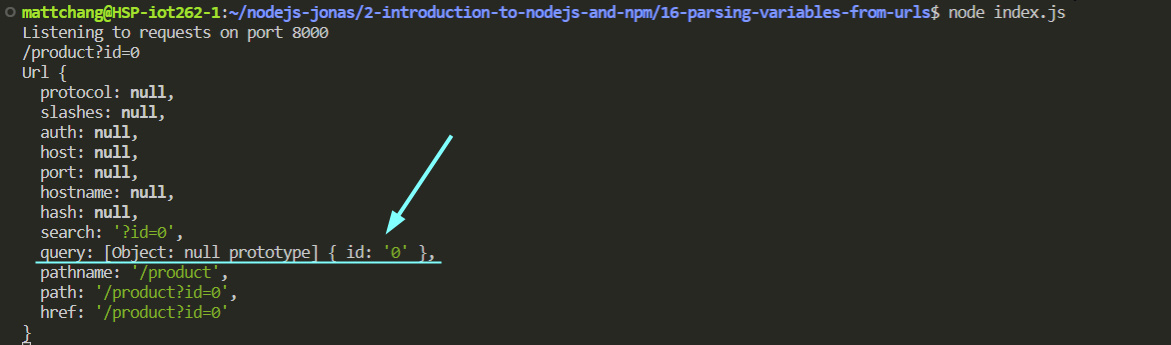 mattchang@HSP-iot262-1:~/nodejs-jonas/2-introduction-to-nodejs-and-npm/16-parsing-variables-from-urls$ node index.js
Listening to requests on port 8000
/product?id=0
Url {
  protocol: null,
  slashes: null,
  auth: null,
  host: null,
  port: null,
  hostname: null,
  hash: null,
  search: '?id=0',
  query: [Object: null prototype] { id: '0' },
  pathname: '/product',
  path: '/product?id=0',
  href: '/product?id=0'
}